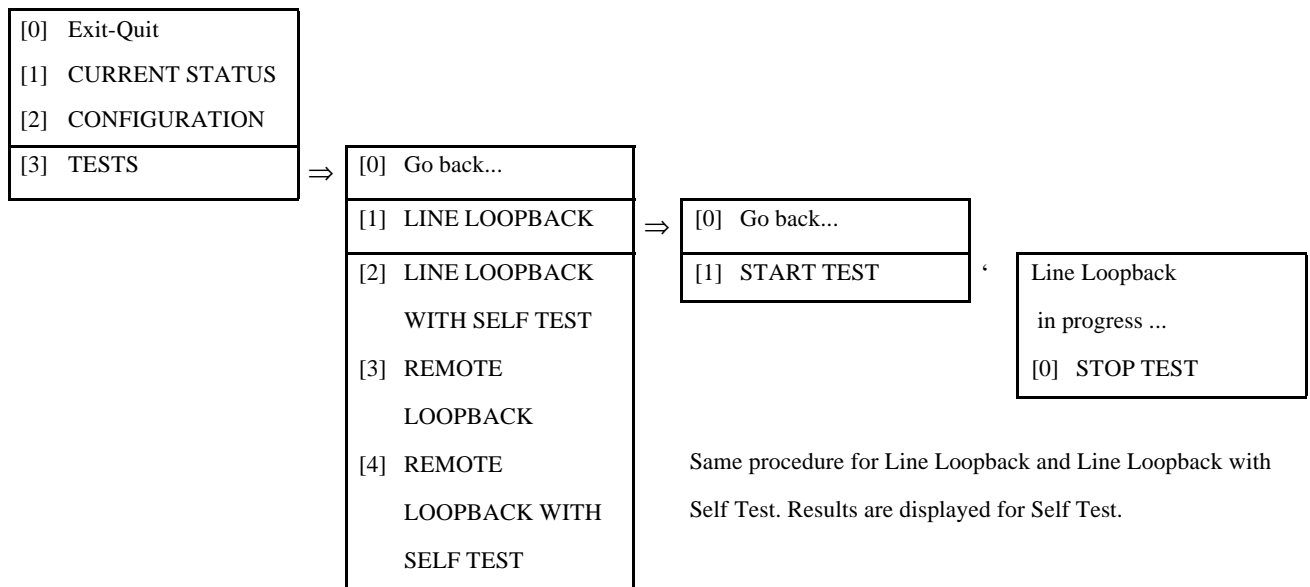 [0] Exit-Quit
[1] CURRENT STATUS
[2] CONFIGURATION
[3] TESTS
⇒
[0] Go back...
[1] LINE LOOPBACK
[2] LINE LOOPBACK
WITH SELF TEST
[3] REMOTE
LOOPBACK
[4] REMOTE
LOOPBACK WITH
SELF TEST
⇒
[0] Go back...
[1] START TEST
‘
Line Loopback
in progress ...
[0] STOP TEST
Same procedure for Line Loopback and Line Loopback with
Self Test. Results are displayed for Self Test.